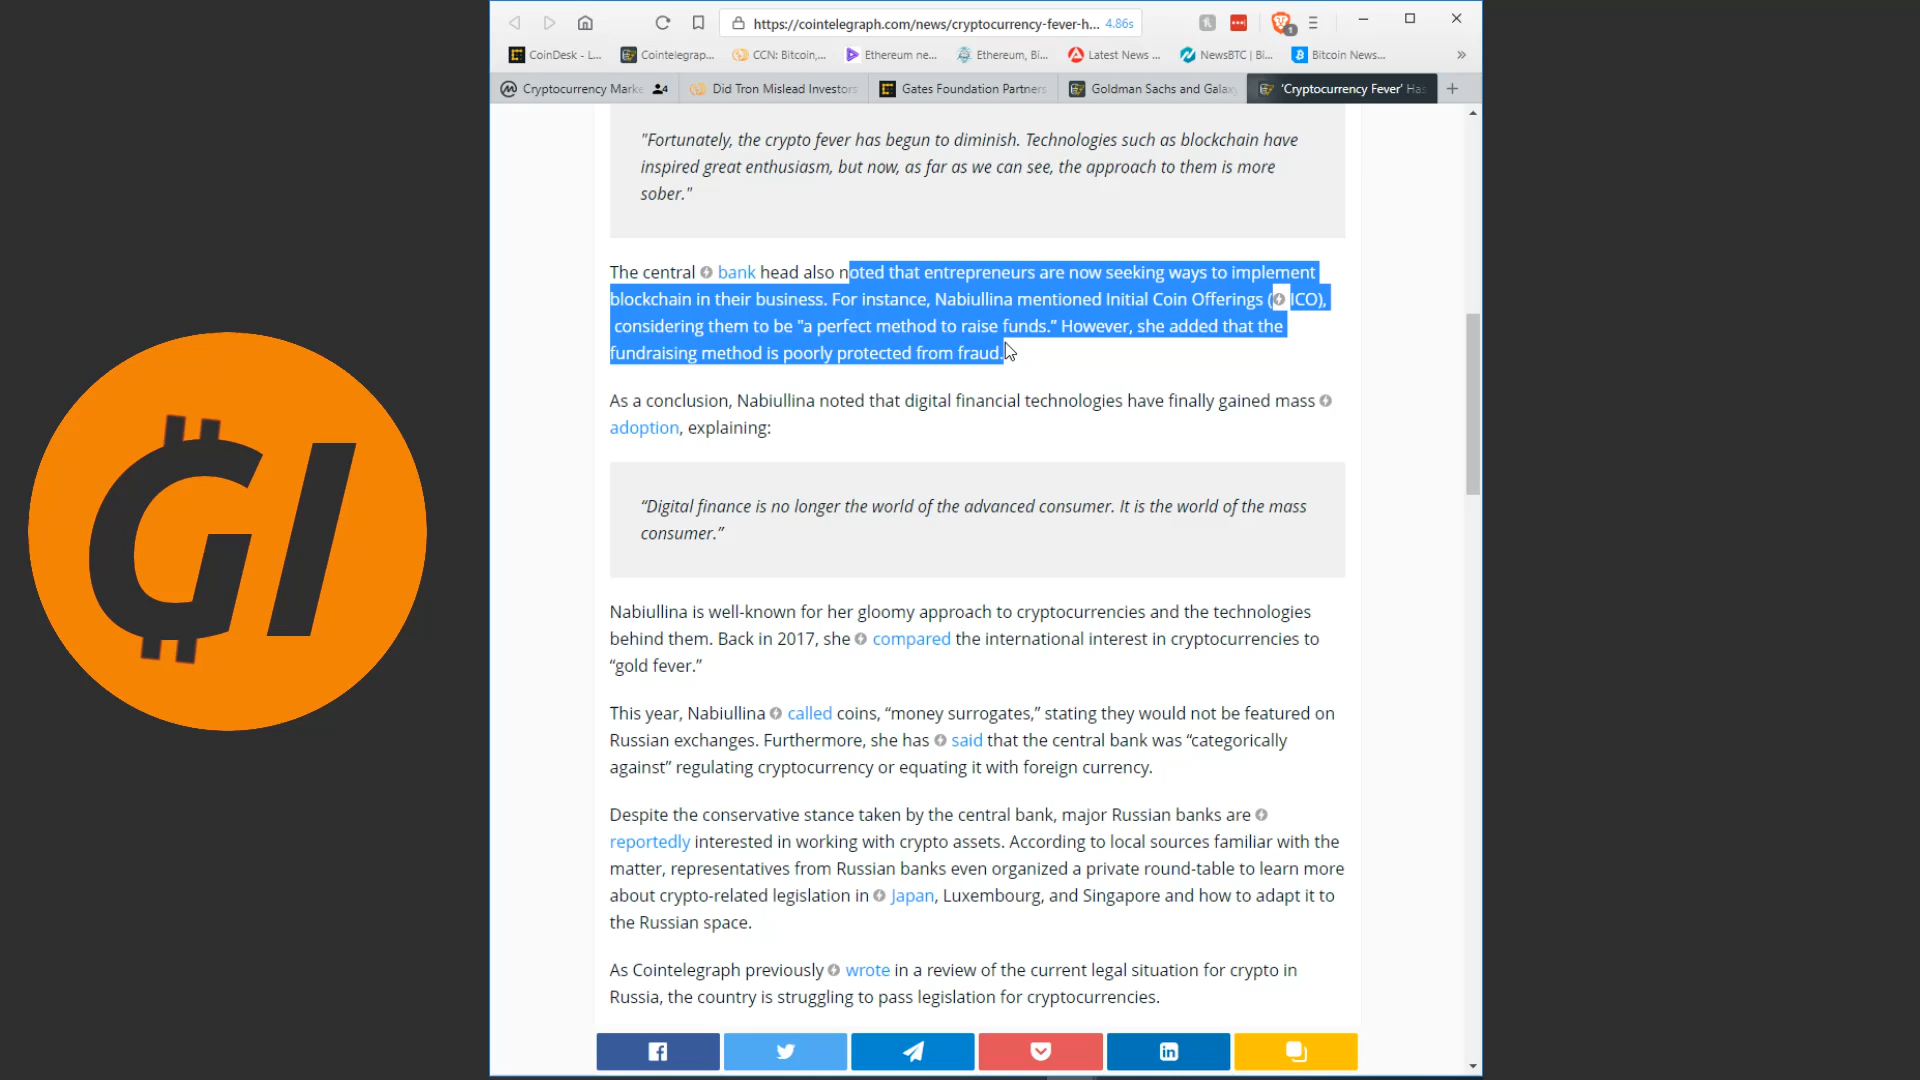 https://cointelegraph.com/news/cryptocurrency-fever-h... 4.86s
1
CoinDesk - L... Cointelegrap... CCN: Bitcoin,... Ethereum ne... Ethereum, Bi... Latest News ... NewsBTC | Bi... Bitcoin News... »
Cryptocurrency Marke 4 Did Tron Mislead Investors Gates Foundation Partners Goldman Sachs and Galax 'Cryptocurrency Fever' Has +
"Fortunately, the crypto fever has begun to diminish. Technologies such as blockchain have
inspired great enthusiasm, but now, as far as we can see, the approach to them is more
sober."
The central bank head also noted that entrepreneurs are now seeking ways to implement
blockchain in their business. For instance, Nabiullina mentioned Initial Coin Offerings (ICO),
considering them to be "a perfect method to raise funds.” However, she added that the
fundraising method is poorly protected from fraud.
As a conclusion, Nabiullina noted that digital financial technologies have finally gained mass
adoption, explaining:
“Digital finance is no longer the world of the advanced consumer. It is the world of the mass
consumer.”
Nabiullina is well-known for her gloomy approach to cryptocurrencies and the technologies
behind them. Back in 2017, she compared the international interest in cryptocurrencies to
“gold fever.”
This year, Nabiullina called coins, “money surrogates,” stating they would not be featured on
Russian exchanges. Furthermore, she has said that the central bank was “categorically
against” regulating cryptocurrency or equating it with foreign currency.
Despite the conservative stance taken by the central bank, major Russian banks are
reportedly interested in working with crypto assets. According to local sources familiar with the
matter, representatives from Russian banks even organized a private round-table to learn more
about crypto-related legislation in Japan, Luxembourg, and Singapore and how to adapt it to
the Russian space.
As Cointelegraph previously wrote in a review of the current legal situation for crypto in
Russia, the country is struggling to pass legislation for cryptocurrencies.
GI